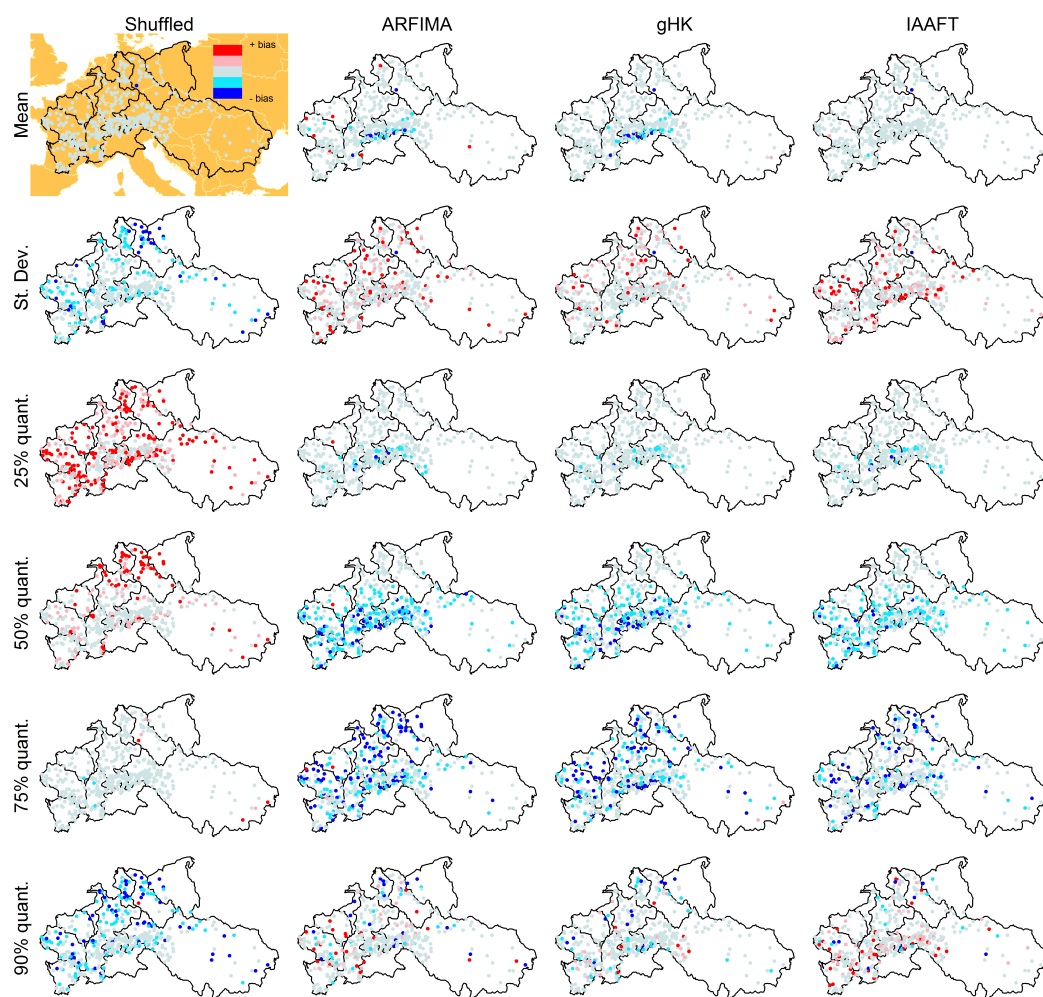 Shuffled ARFIMA gHK IAAFT
+ bias
- bias
Mean
St. Dev.
25% quant.
50% quant.
75% quant.
90% quant.